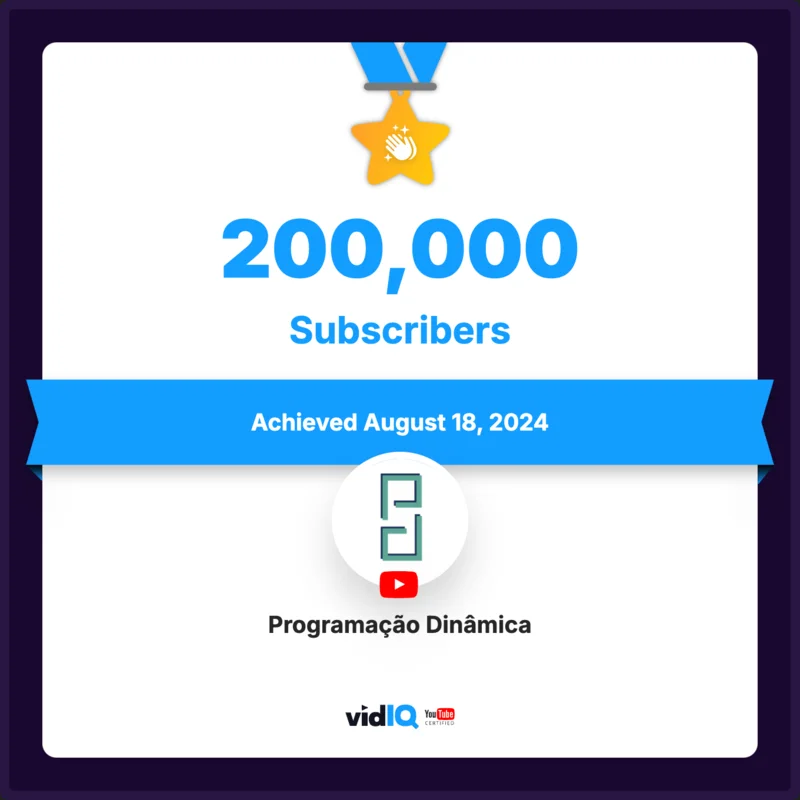 200,000
Subscribers
Achieved August 18, 2024
Programação Dinâmica
vidIQ YouTube
CERTIFIED